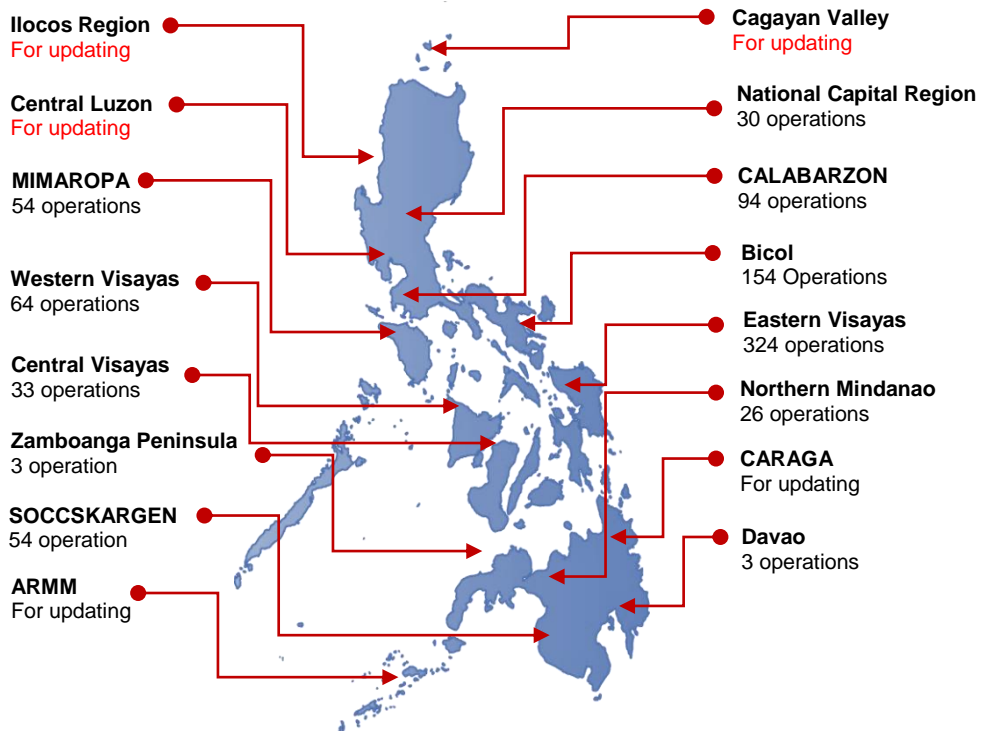 Ilocos Region
For updating
Central Luzon
For updating
MIMAROPA
54 operations
Western Visayas
64 operations
Central Visayas
33 operations
Zamboanga Peninsula
3 operation
SOCCSKARGEN
54 operation
ARMM
For updating
Cagayan Valley
For updating
National Capital Region
30 operations
CALABARZON
94 operations
Bicol
154 Operations
Eastern Visayas
324 operations
Northern Mindanao
26 operations
CARAGA
For updating
Davao
3 operations